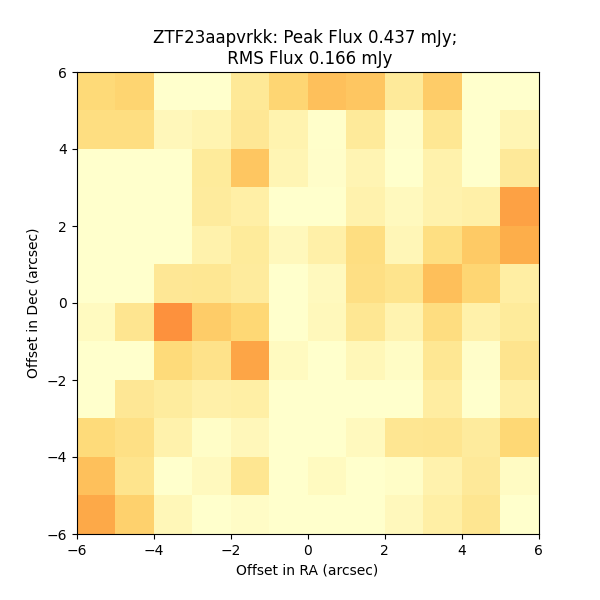 ZTF23aapvrkk: Peak Flux 0.437 mJy;
RMS Flux 0.166 mJy
6
4
2
0
−2
−4
−6
Offset in Dec (arcsec)
−6 −4 −2 0 2 4 6
Offset in RA (arcsec)